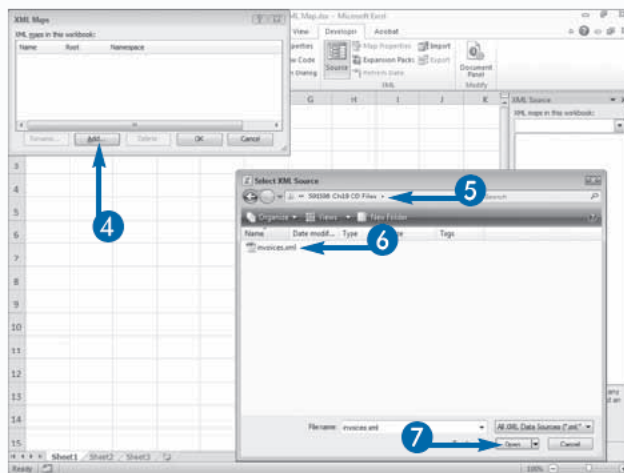 XML Maps
XML maps in this workbook:
Name Root Namespace
Rename... Add... Delete OK Cancel
4
ML Map.xlsx - Microsoft Excel
View Developer Acrobat
Source
Map Properties
Expansion Packs
Refresh Data
Import
Export
XML
Document Panel
Modify
G H I J K
XML Source
XML maps in this workbook:
3
4
5
6
7
8
9
10
11
12
13
14
15
Select XML Source
CD Files
5
Organize Views New Folder
Name Date modif... Type Tags
invoices.xml
6
File name: invoices.xml
All XML Data Sources (*.xml
7
Open Cancel
Sheet1 Sheet2 Sheet3
Ready
100%